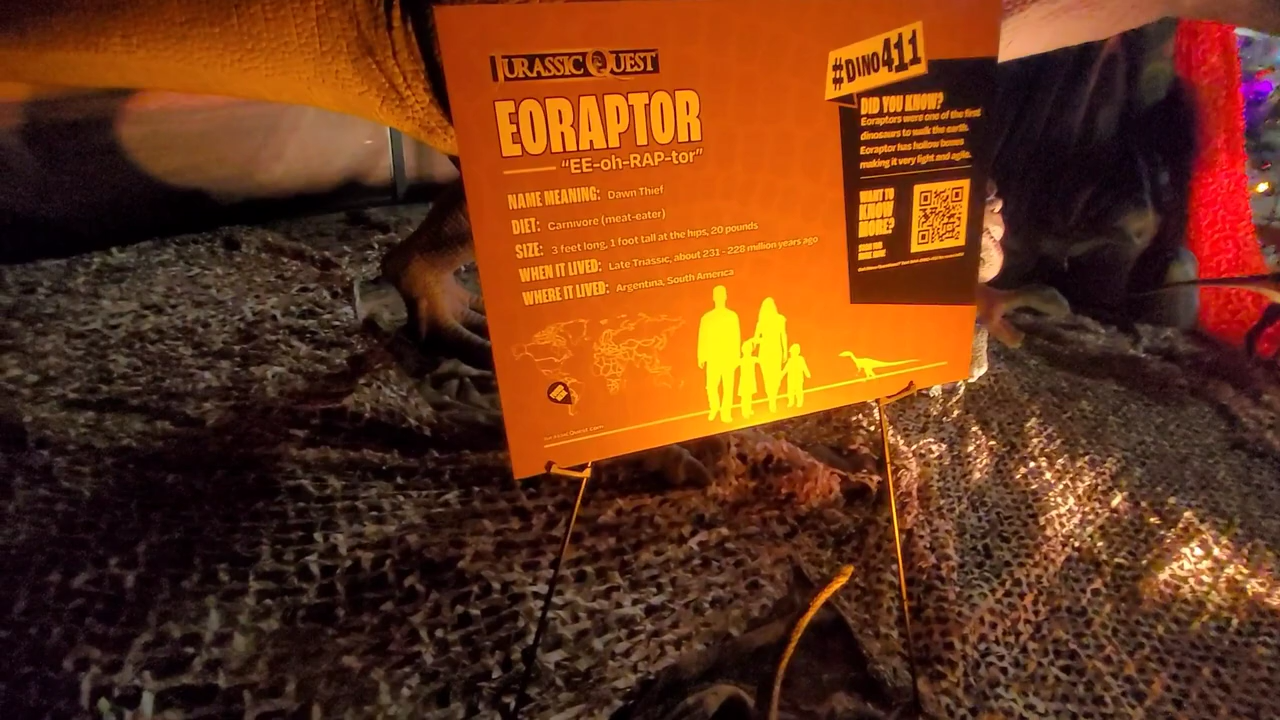 JURASSIC QUEST
EORAPTOR
"EE-oh-RAP-tor"
NAME MEANING: Dawn Thief
DIET: Carnivore (meat-eater)
SIZE: 3 feet long, 1 foot tall at the hips, 20 pounds
WHEN IT LIVED: Late Triassic, about 231 - 228 million years ago
WHERE IT LIVED: Argentina, South America
#DINO411
DID YOU KNOW?
Eoraptors were one of the first
dinosaurs to walk the earth.
Eoraptor has hollow bones
making it very light and agile.
WANT TO
KNOW
MORE?